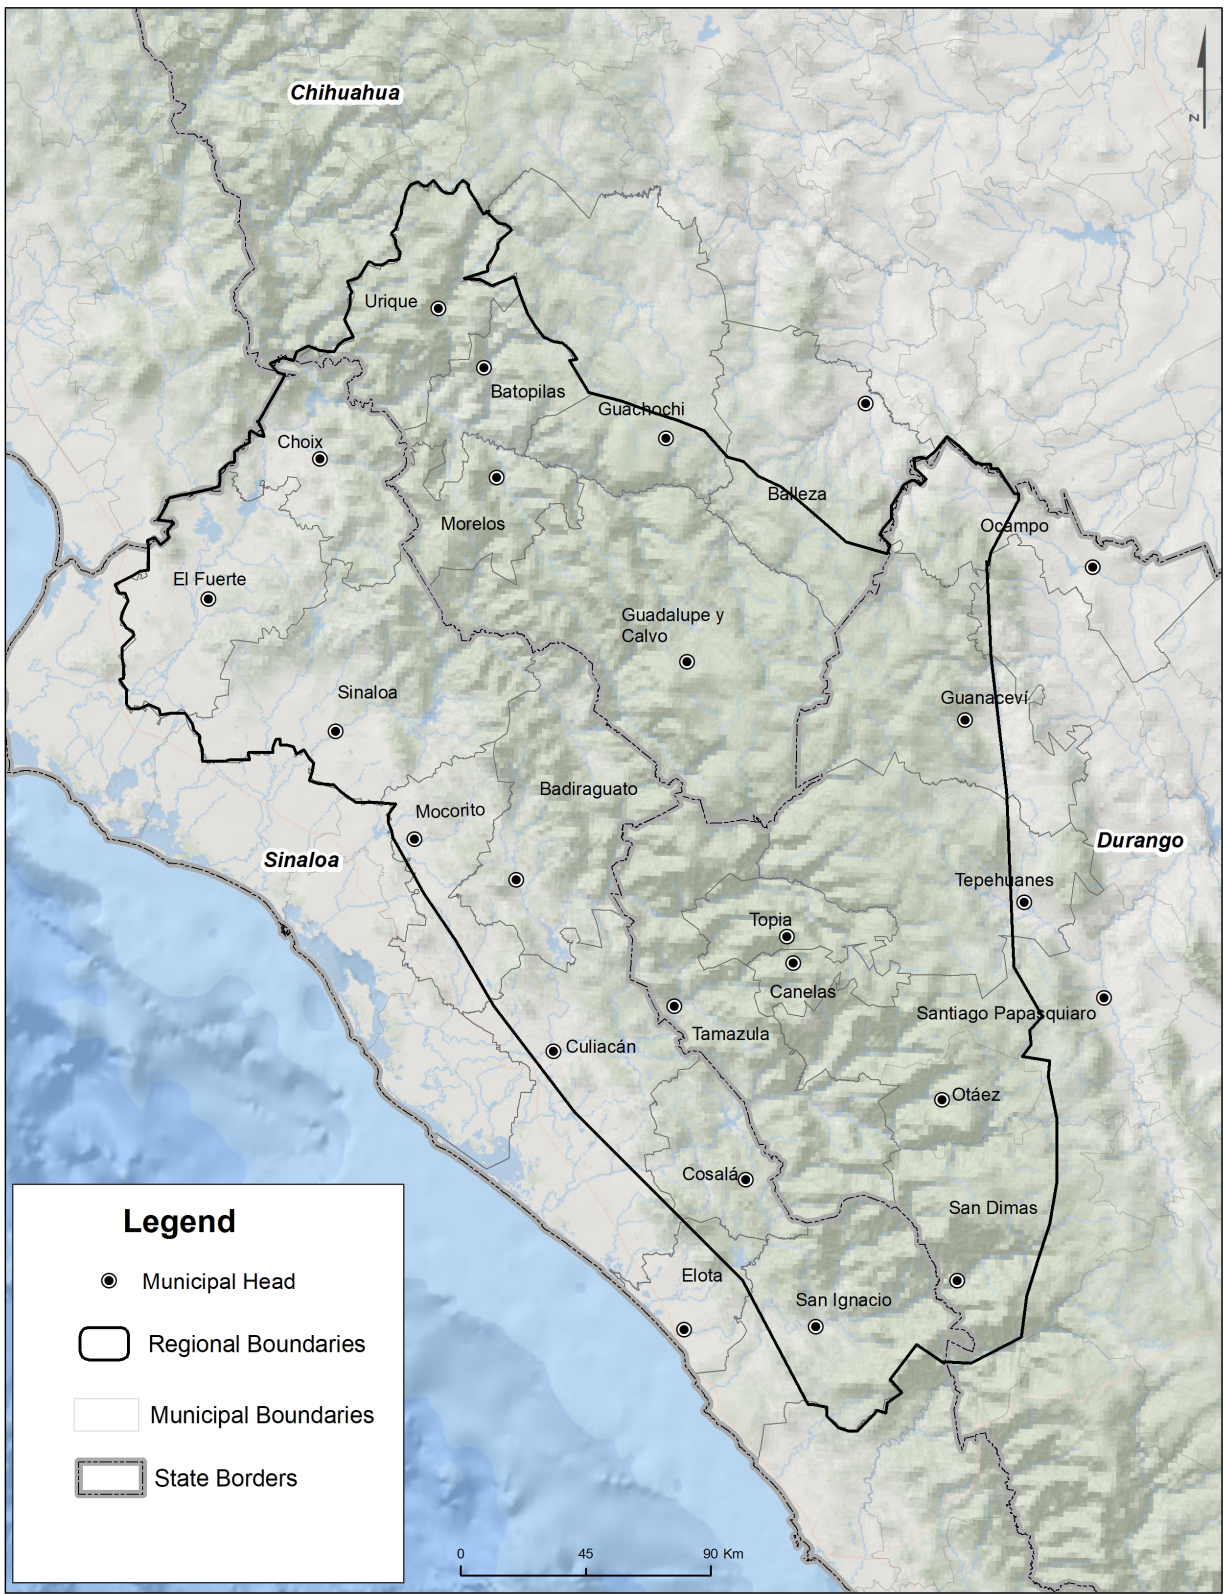 Chihuahua
N
Urique
Batopilas
Guachochi
Choix
Balleza
Morelos
Ocampo
El Fuerte
Guadalupe y
Calvo
Sinaloa
Guanaceví
Badiraguato
Mocorito
Durango
Sinaloa
Tepehuanes
Topia
Canelas
Santiago Papasquiaro
Tamazula
Culiacán
Otáez
Cosalá
San Dimas
Elota
San Ignacio
Legend
Municipal Head
Regional Boundaries
Municipal Boundaries
State Borders
0 45 90 Km